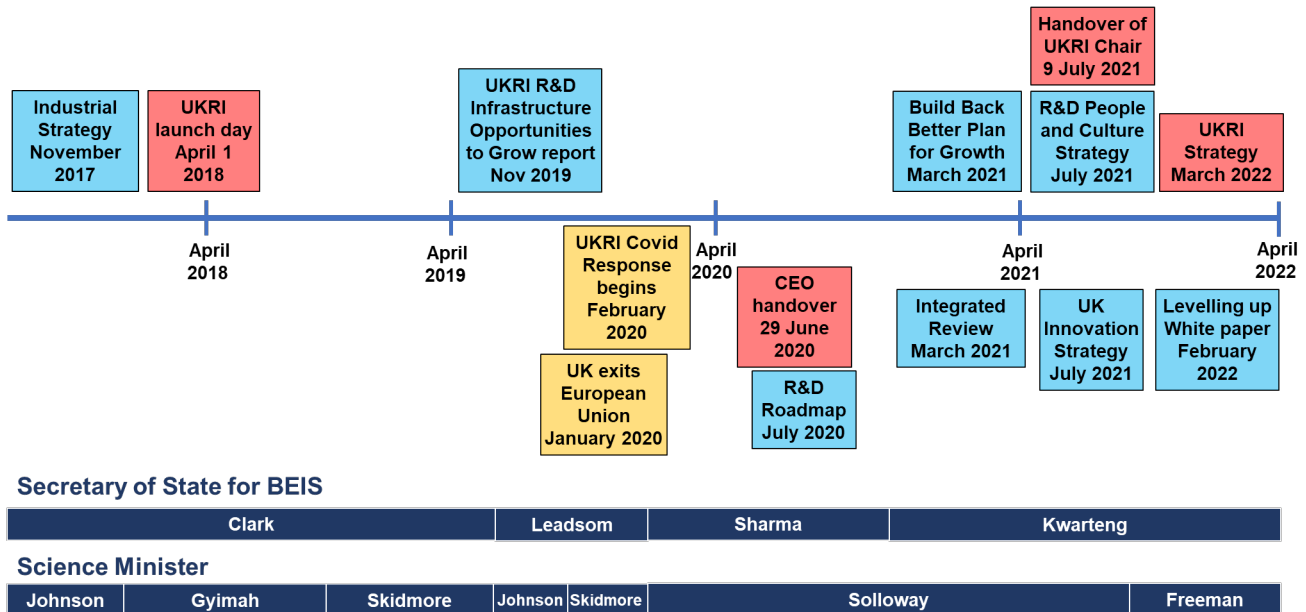 Industrial
Strategy
November
2017
UKRI
launch day
April 1
2018
UKRI R&D
Infrastructure
Opportunities
to Grow report
Nov 2019
Build Back
Better Plan
for Growth
March 2021
Handover of
UKRI Chair
9 July 2021
R&D People
and Culture
Strategy
July 2021
UKRI
Strategy
March 2022
April
2018
April
2019
April
2020
April
2021
April
2022
UKRI Covid
Response
begins
February
2020
UK exits
European
Union
January 2020
CEO
handover
29 June
2020
R&D
Roadmap
July 2020
Integrated
Review
March 2021
UK
Innovation
Strategy
July 2021
Levelling up
White paper
February
2022
Secretary of State for BEIS
Clark Leadsom Sharma Kwarteng
Science Minister
Johnson Gyimah Skidmore Johnson Skidmore Solloway Freeman